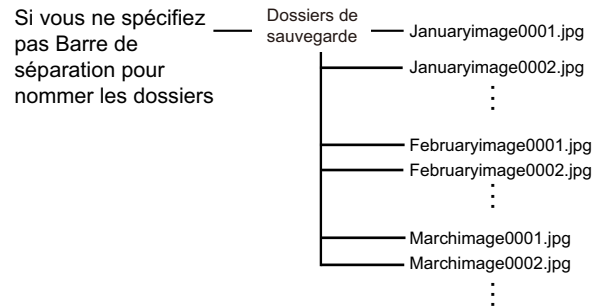 Si vous ne spécifiez
pas Barre de
séparation pour
nommer les dossiers
Dossiers de
sauvegarde
Januaryimage0001.jpg
Januaryimage0002.jpg
Februaryimage0001.jpg
Februaryimage0002.jpg
Marchimage0001.jpg
Marchimage0002.jpg